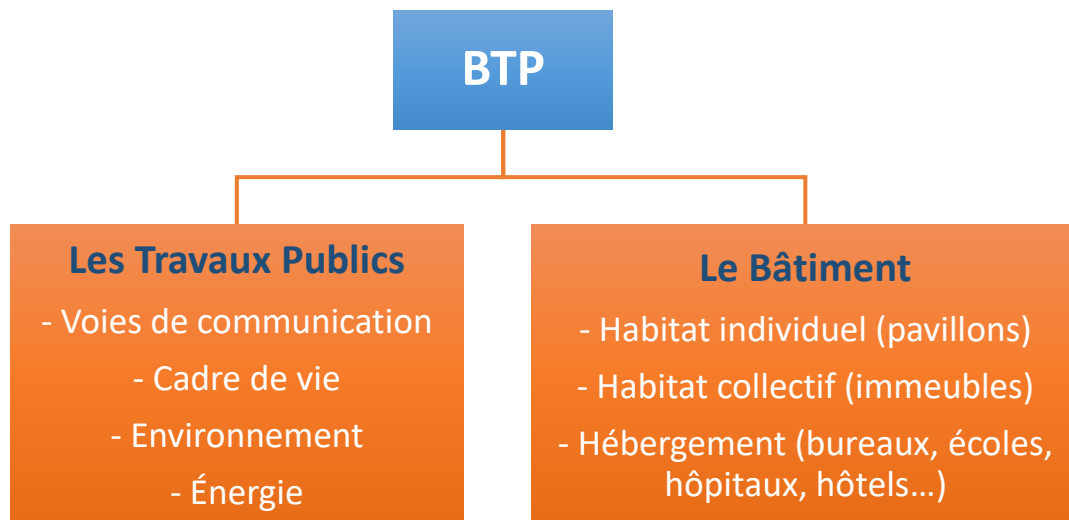 BTP
Les Travaux Publics
- Voies de communication
- Cadre de vie
- Environnement
- Énergie
Le Bâtiment
- Habitat individuel (pavillons)
- Habitat collectif (immeubles)
- Hébergement (bureaux, écoles,
hôpitaux, hôtels…)